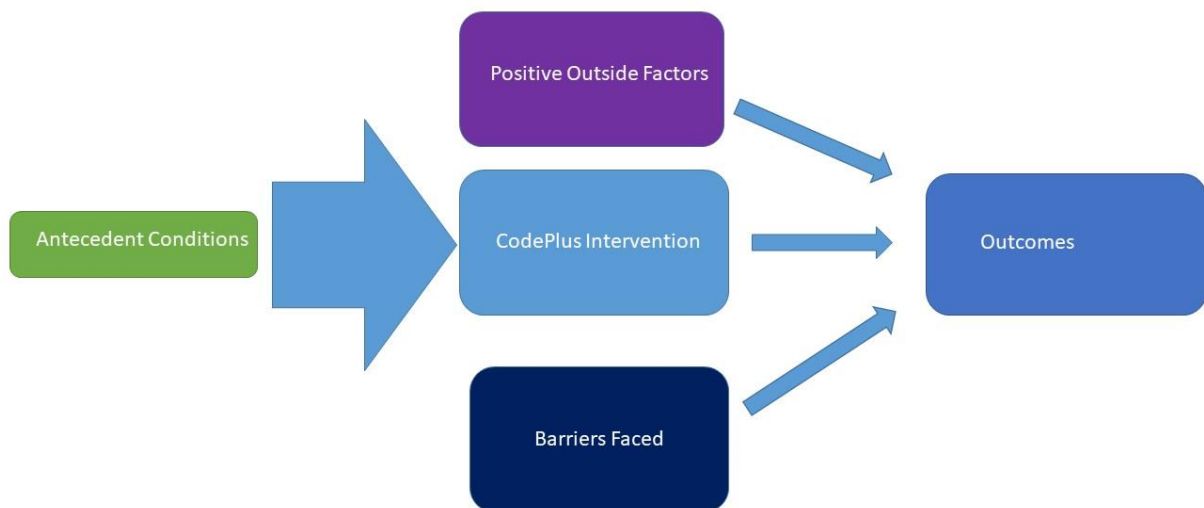 Positive Outside Factors
Antecedent Conditions
CodePlus Intervention
Outcomes
Barriers Faced